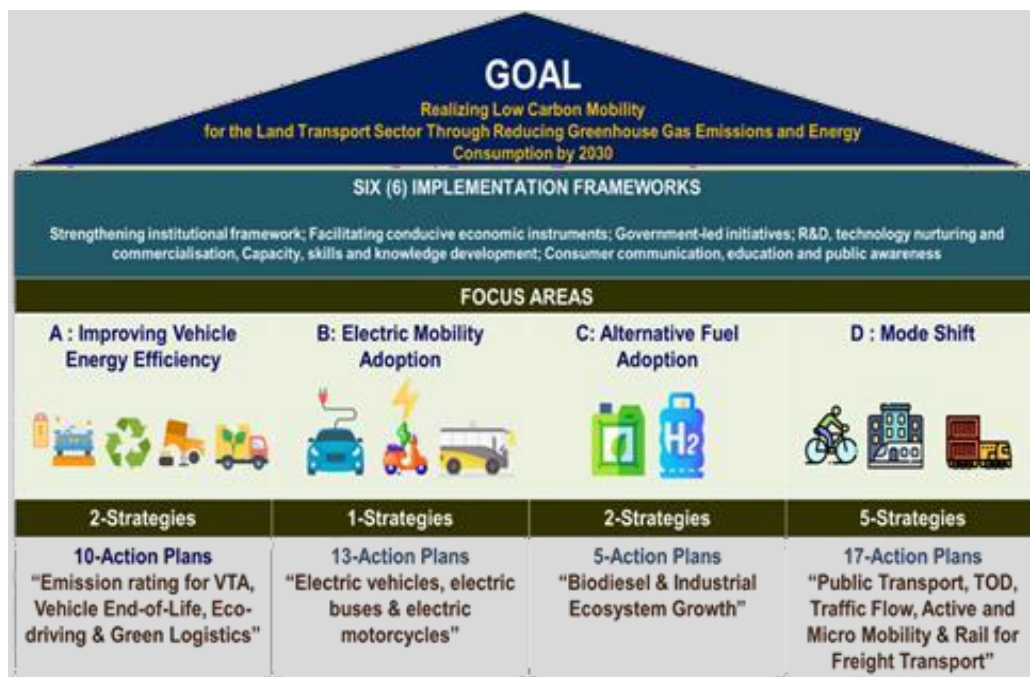 GOAL
Realizing Low Carbon Mobility
for the Land Transport Sector Through Reducing Greenhouse Gas Emissions and Energy
Consumption by 2030
SIX (6) IMPLEMENTATION FRAMEWORKS
Strengthening institutional framework; Facilitating conducive economic instruments; Government-led initiatives; R&D, technology nurturing and
commercialisation, Capacity, skills and knowledge development; Consumer communication, education and public awareness
FOCUS AREAS
A : Improving Vehicle
Energy Efficiency
B: Electric Mobility
Adoption
C: Alternative Fuel
Adoption
D : Mode Shift
H2
2-Strategies
1-Strategies
2-Strategies
5-Strategies
10-Action Plans
“Emission rating for VTA,
Vehicle End-of-Life, Eco-
driving & Green Logistics”
13-Action Plans
“Electric vehicles, electric
buses & electric
motorcycles”
5-Action Plans
“Biodiesel & Industrial
Ecosystem Growth”
17-Action Plans
“Public Transport, TOD,
Traffic Flow, Active and
Micro Mobility & Rail for
Freight Transport”